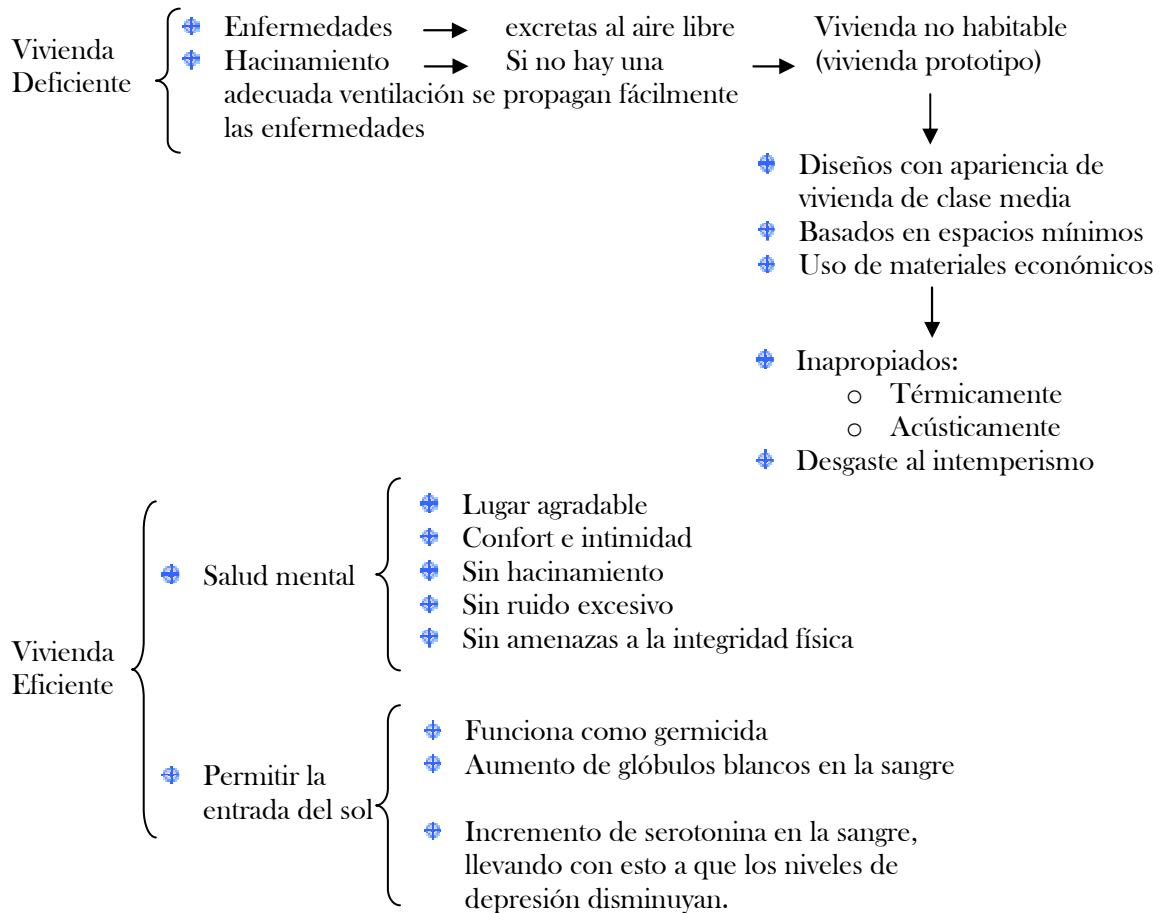 Vivienda
Deficiente
Enfermedades
excretas al aire libre
Hacinamiento
Si no hay una
adecuada ventilación se propagan fácilmente
las enfermedades
Vivienda no habitable
(vivienda prototipo)
Diseños con apariencia de
vivienda de clase media
Basados en espacios mínimos
Uso de materiales económicos
Inapropiados:
o Térmicamente
o Acústicamente
Desgaste al intemperismo
Vivienda
Eficiente
Salud mental
Lugar agradable
Confort e intimidad
Sin hacinamiento
Sin ruido excesivo
Sin amenazas a la integridad física
Permitir la
entrada del sol
Funciona como germicida
Aumento de glóbulos blancos en la sangre
Incremento de serotonina en la sangre,
llevando con esto a que los niveles de
depresión disminuyan.